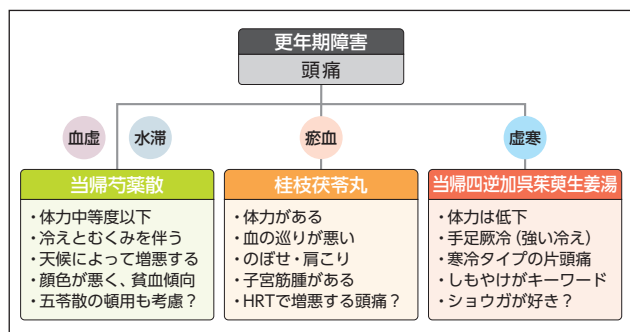 更年期障害
頭痛
血虚
水滞
瘀血
虚寒
当帰芍薬散
・体力中等度以下
・冷えとむくみを伴う
・天候によって増悪する
・顔色が悪く、貧血傾向
・五苓散の頓用も考慮？
桂枝茯苓丸
・体力がある
・血の巡りが悪い
・のぼせ・肩こり
・子宮筋腫がある
・HRTで増悪する頭痛？
当帰四逆加呉茱萸生姜湯
・体力は低下
・手足厥冷（強い冷え）
・寒冷タイプの片頭痛
・しもやけがキーワード
・ショウガが好き？